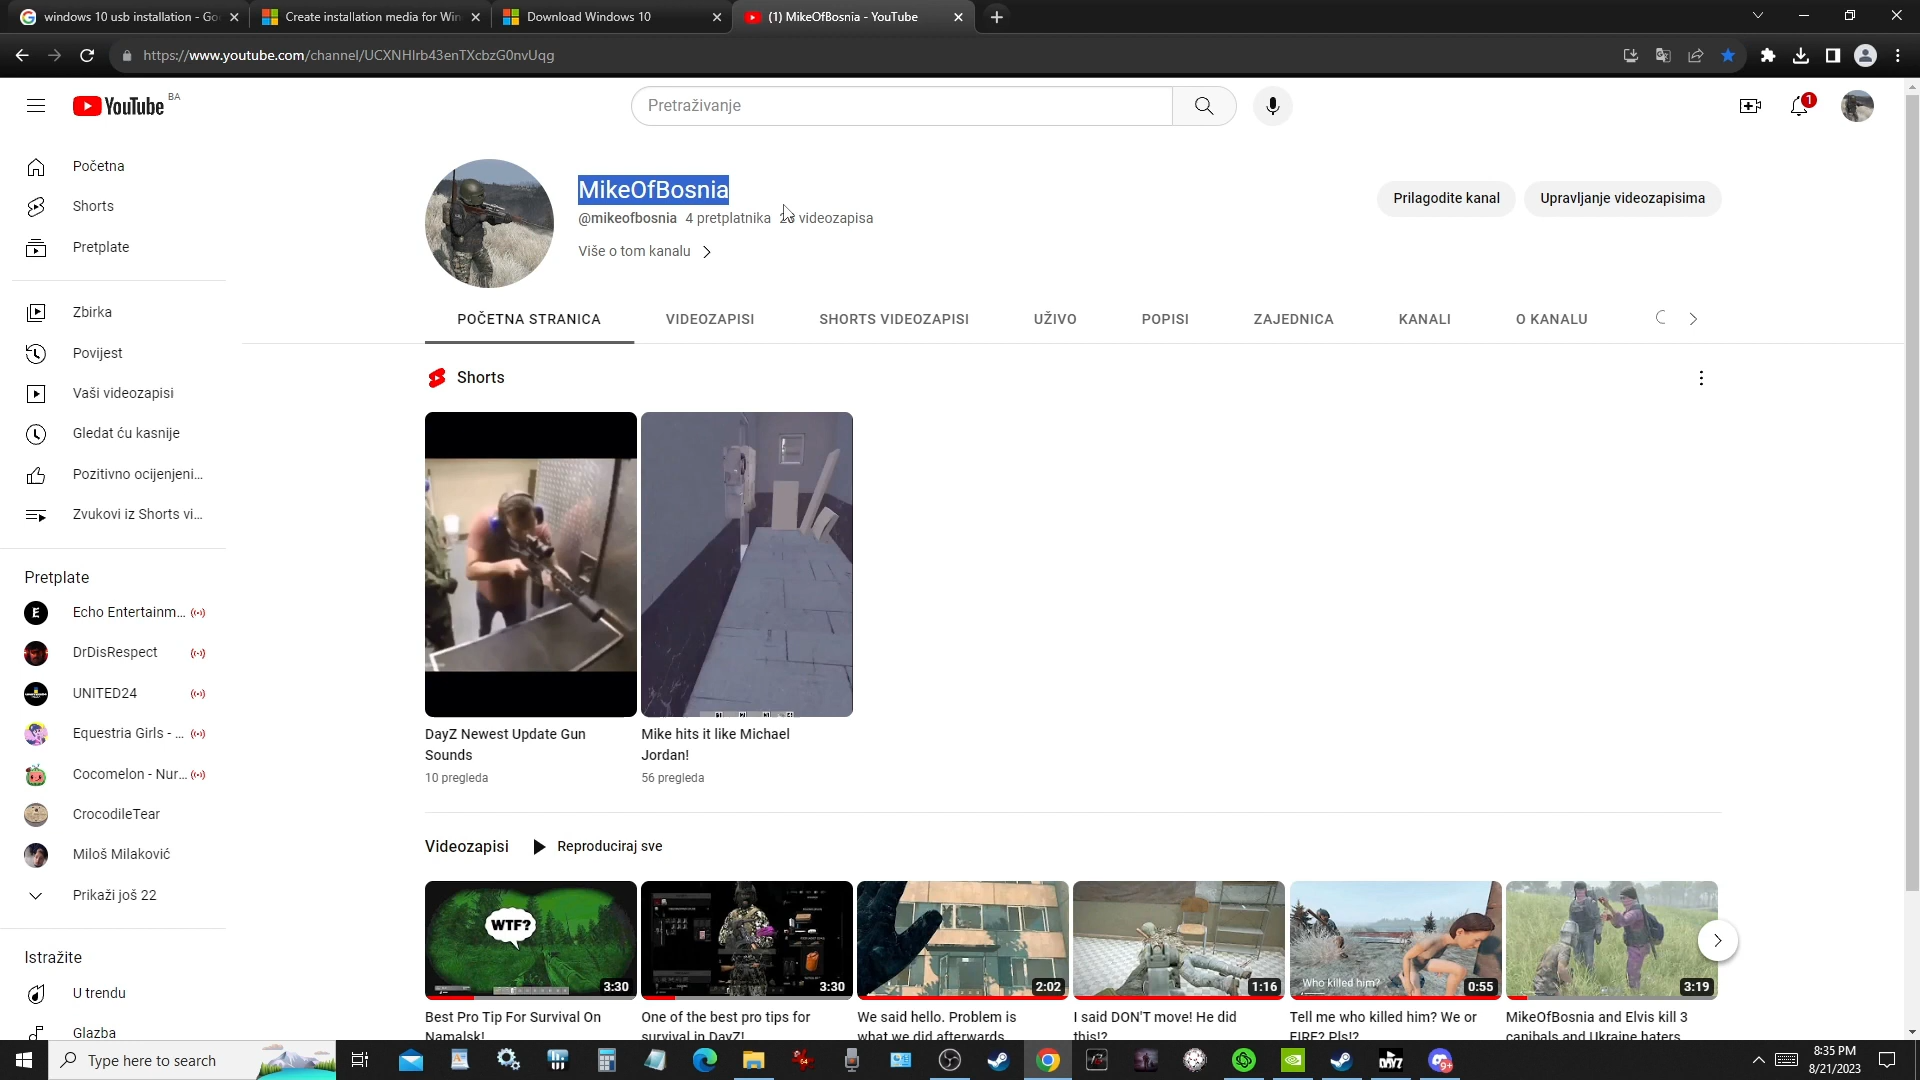 windows 10 usb installation - Go
Create installation media for Win
Download Windows 10
(1) MikeOfBosnia - YouTube
https://www.youtube.com/channel/UCXNHIrb43enTXcbzG0nvUqg
YouTube BA
Pretraživanje
1
Početna
Shorts
Pretplate
Zbirka
Povijest
Vaši videozapisi
Gledat ću kasnije
Pozitivno ocijenjeni...
Zvukovi iz Shorts vi...
Pretplate
Echo Entertainm...
DrDisRespect
UNITED24
Equestria Girls - ...
Cocomelon - Nur...
CrocodileTear
Miloš Milaković
Prikaži još 22
Istražite
U trendu
Glazba
MikeOfBosnia
@mikeofbosnia 4 pretplatnika videozapisa
Više o tom kanalu
Prilagodite kanal
Upravljanje videozapisima
POČETNA STRANICA VIDEOZAPISI SHORTS VIDEOZAPISI UŽIVO POPISI ZAJEDNICA KANALI O KANALU
Shorts
DayZ Newest Update Gun
Sounds
10 pregleda
Mike hits it like Michael
Jordan!
56 pregleda
Videozapisi
Reproduciraj sve
WTF?
3:30
3:30
2:02
1:16
Who killed him?
0:55
3:19
Best Pro Tip For Survival On
Namalsk!
One of the best pro tips for
survival in DayZ!
We said hello. Problem is
what we did afterwards
I said DON'T move! He did
this!?
Tell me who killed him? We or
FIRE? Pls!?
MikeOfBosnia and Elvis kill 3
canibals and Ukraine haters
Type here to search
DAYZ
9+
8:35 PM
8/21/2023